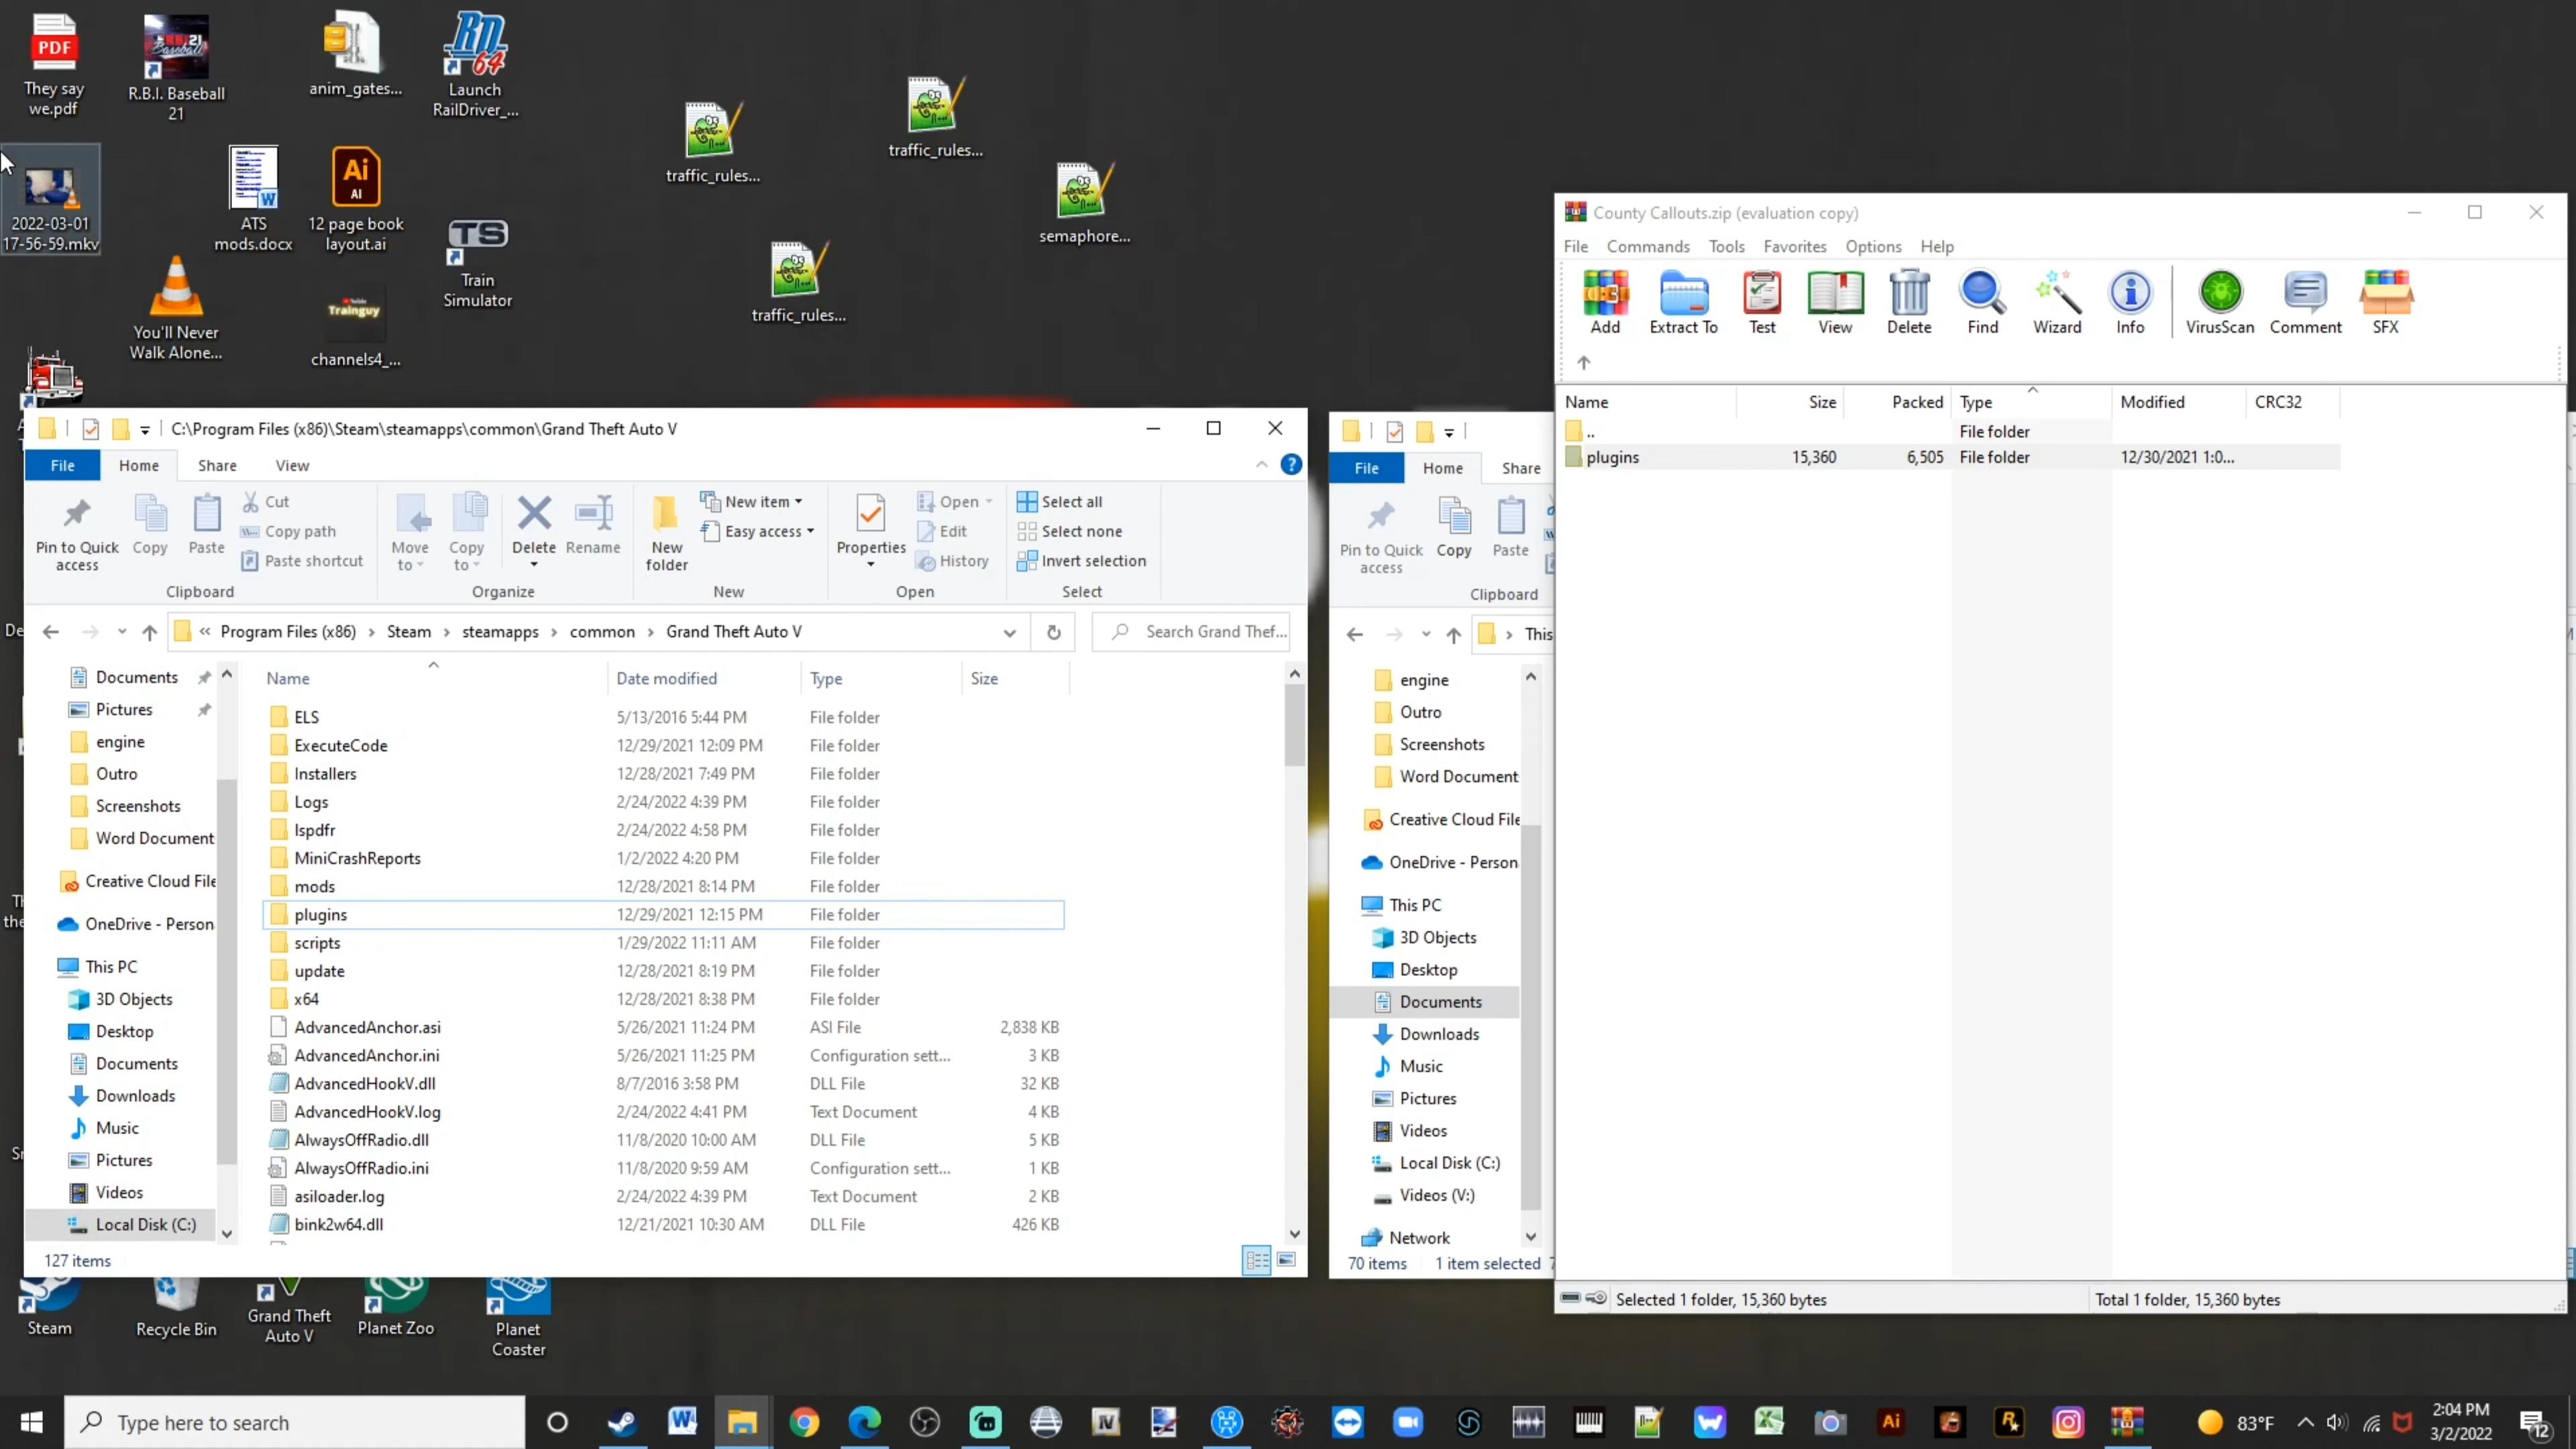 They say
we.pdf
R.B.I. Baseball
21
anim_gates...
Launch
RailDriver_...
2022-03-01
17-56-59.mkv
ATS
mods.docx
12 page book
layout.ai
Train
Simulator
You'll Never
Walk Alone...
channels4_...
traffic_rules...
traffic_rules...
semaphore...
traffic_rules...
C:\Program Files (x86)\Steam\steamapps\common\Grand Theft Auto V
File Home Share View
Pin to Quick
access
Copy
Paste
Cut
Copy path
Paste shortcut
Clipboard
Move
to
Copy
to
Delete
Rename
Organize
New
folder
New item
Easy access
New
Properties
Open
Edit
History
Open
Select all
Select none
Invert selection
Select
Program Files (x86) › Steam › steamapps › common › Grand Theft Auto V
Search Grand Thef...
Documents
Pictures
engine
Outro
Screenshots
Word Document
Creative Cloud File
OneDrive - Person
This PC
3D Objects
Desktop
Documents
Downloads
Music
Pictures
Videos
Local Disk (C:)
Name Date modified Type Size
ELS 5/13/2016 5:44 PM File folder
ExecuteCode 12/29/2021 12:09 PM File folder
Installers 12/28/2021 7:49 PM File folder
Logs 2/24/2022 4:39 PM File folder
lspdfr 2/24/2022 4:58 PM File folder
MiniCrashReports 1/2/2022 4:20 PM File folder
mods 12/28/2021 8:14 PM File folder
plugins 12/29/2021 12:15 PM File folder
scripts 1/29/2022 11:11 AM File folder
update 12/28/2021 8:19 PM File folder
x64 12/28/2021 8:38 PM File folder
AdvancedAnchor.asi 5/26/2021 11:24 PM ASI File 2,838 KB
AdvancedAnchor.ini 5/26/2021 11:25 PM Configuration sett... 3 KB
AdvancedHookV.dll 8/7/2016 3:58 PM DLL File 32 KB
AdvancedHookV.log 2/24/2022 4:41 PM Text Document 4 KB
AlwaysOffRadio.dll 11/8/2020 10:00 AM DLL File 5 KB
AlwaysOffRadio.ini 11/8/2020 9:59 AM Configuration sett... 1 KB
asiloader.log 2/24/2022 4:39 PM Text Document 2 KB
bink2w64.dll 12/21/2021 10:30 AM DLL File 426 KB
127 items
File Home Share
Pin to Quick
access
Copy
Paste
Clipboard
This
engine
Outro
Screenshots
Word Document
Creative Cloud File
OneDrive - Person
This PC
3D Objects
Desktop
Documents
Downloads
Music
Pictures
Videos
Local Disk (C:)
Videos (V:)
Network
70 items 1 item selected
County Callouts.zip (evaluation copy)
File Commands Tools Favorites Options Help
Add Extract To Test View Delete Find Wizard Info VirusScan Comment SFX
Name Size Packed Type Modified CRC32
.. File folder
plugins 15,360 6,505 File folder 12/30/2021 1:0...
Selected 1 folder, 15,360 bytes
Total 1 folder, 15,360 bytes
Steam
Recycle Bin
Grand Theft
Auto V
Planet Zoo
Planet
Coaster
Type here to search
83°F
2:04 PM
3/2/2022
12